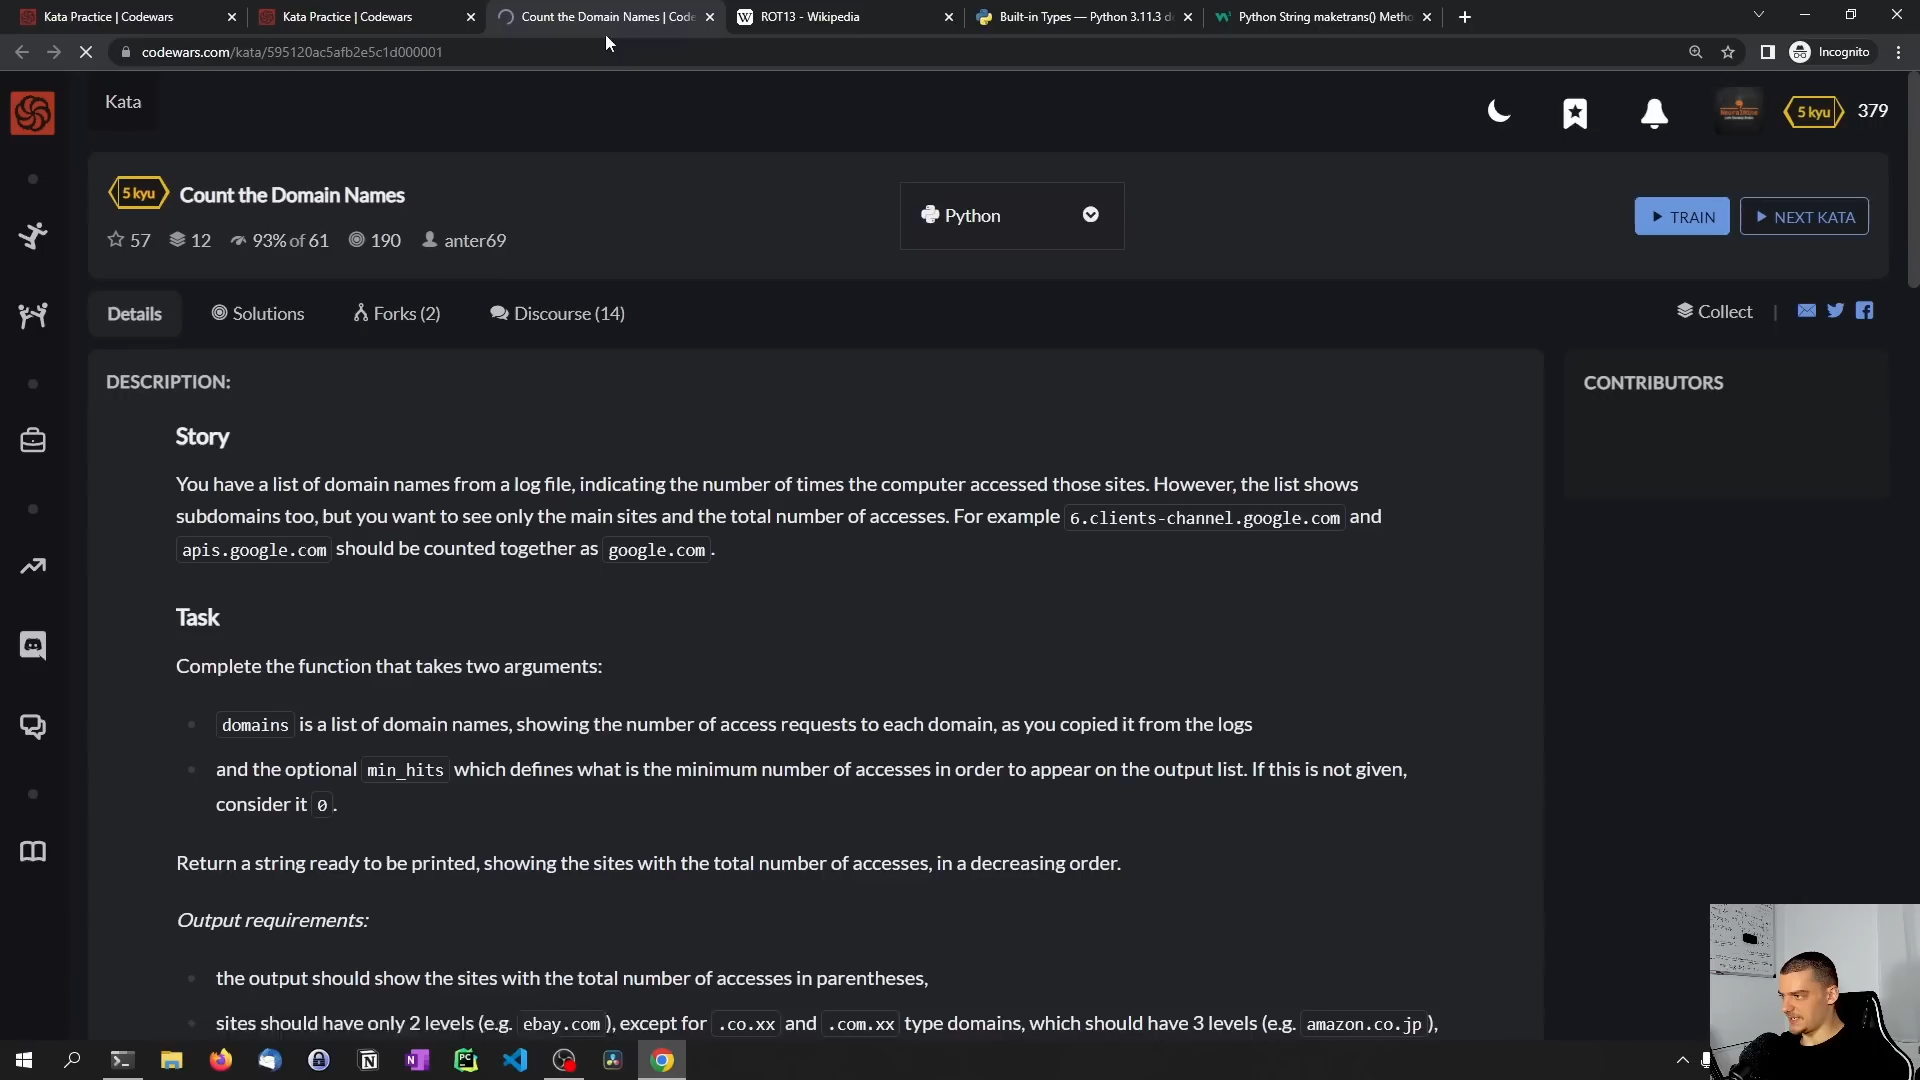 Kata Practice | Codewars
Kata Practice | Codewars
Count the Domain Names | Code
ROT13 - Wikipedia
Built-in Types — Python 3.11.3 d
Python String maketrans() Metho
codewars.com/kata/595120ac5afb2e5c1d000001
Incognito
Kata
5 kyu
379
5 kyu
Count the Domain Names
57
12
93% of 61
190
anter69
Python
TRAIN
NEXT KATA
Details
Solutions
Forks (2)
Discourse (14)
Collect
|
DESCRIPTION:
CONTRIBUTORS
Story
You have a list of domain names from a log file, indicating the number of times the computer accessed those sites. However, the list shows
subdomains too, but you want to see only the main sites and the total number of accesses. For example 6.clients-channel.google.com and
apis.google.com should be counted together as google.com.
Task
Complete the function that takes two arguments:
domains is a list of domain names, showing the number of access requests to each domain, as you copied it from the logs
and the optional min_hits which defines what is the minimum number of accesses in order to appear on the output list. If this is not given,
consider it 0.
Return a string ready to be printed, showing the sites with the total number of accesses, in a decreasing order.
Output requirements:
the output should show the sites with the total number of accesses in parentheses,
sites should have only 2 levels (e.g. ebay.com), except for .co.xx and .com.xx type domains, which should have 3 levels (e.g. amazon.co.jp),